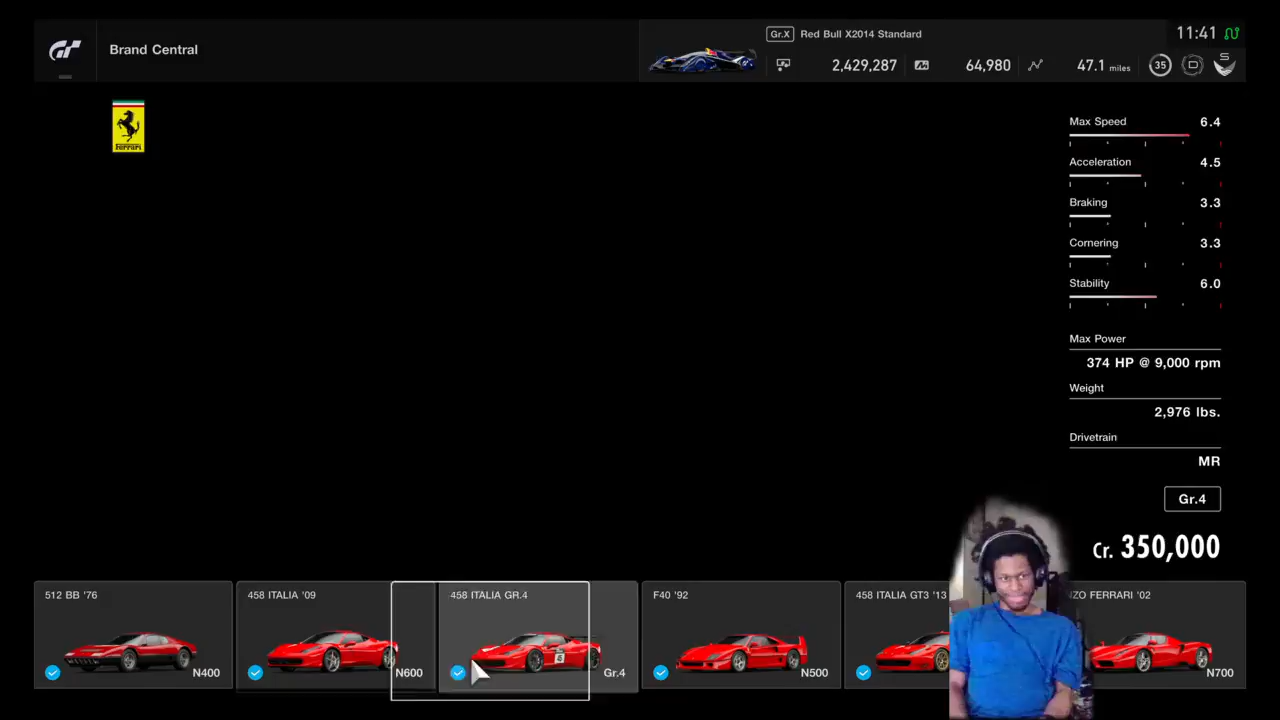 Brand Central
Gr.X Red Bull X2014 Standard
11:41
2,429,287
64,980
47.1 miles
35
S
Ferrari
Max Speed 6.4
Acceleration 4.5
Braking 3.3
Cornering 3.3
Stability 6.0
Max Power
374 HP @ 9,000 rpm
Weight
2,976 lbs.
Drivetrain
MR
Gr.4
Cr. 350,000
512 BB '76
N400
458 ITALIA '09
N600
458 ITALIA GR.4
Gr.4
F40 '92
N500
458 ITALIA GT3 '13
FERRARI '02
N700